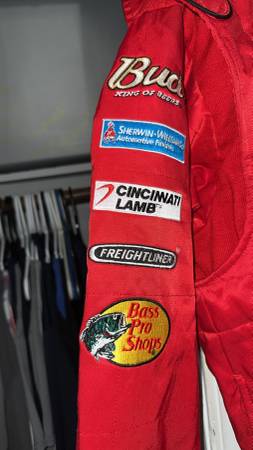 Bud
KING OF BEERS
SHERWIN-WILLIAMS
Automotive Finishes
CINCINNATI
LAMB
FREIGHTLINER
Bass
Pro
Shops